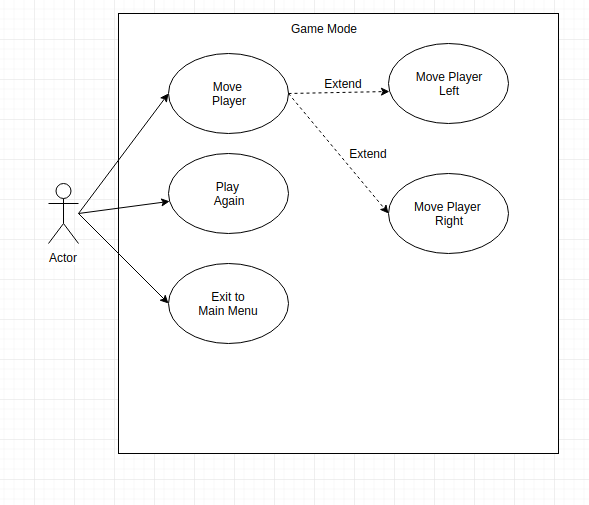 Game Mode
Move
Player
Extend
Move Player
Left
Extend
Play
Again
Move Player
Right
Actor
Exit to
Main Menu